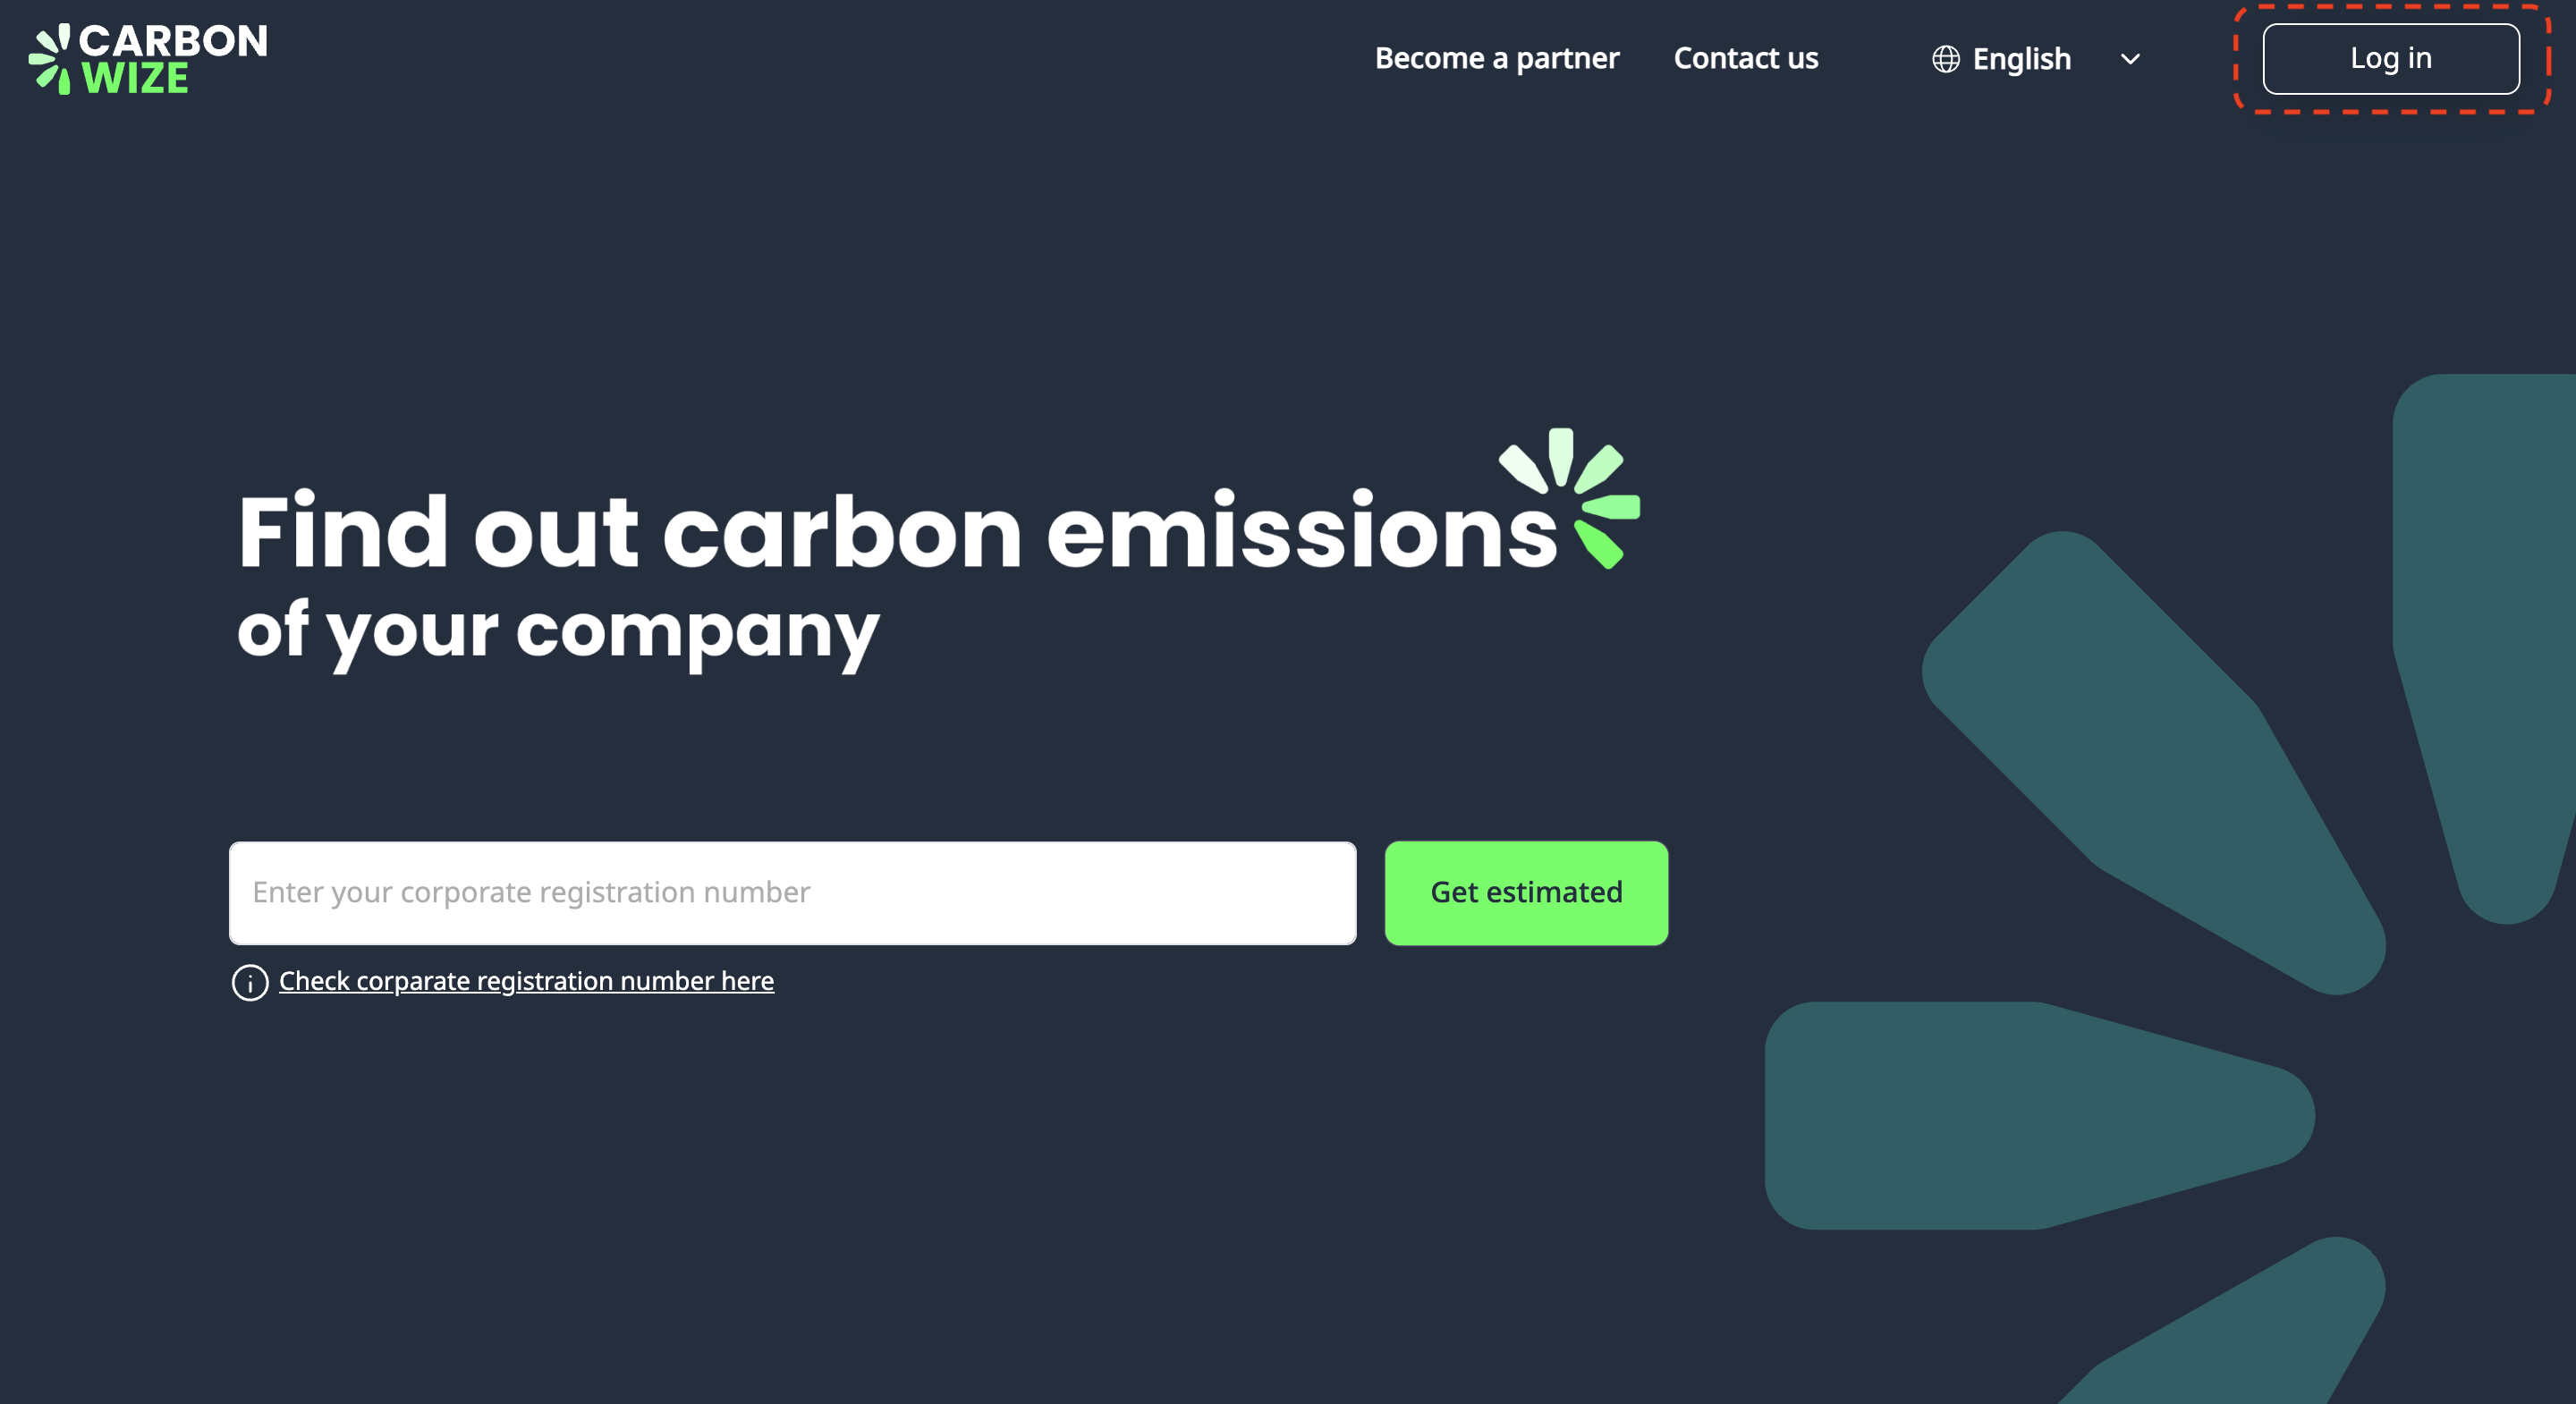 CARBON
WIZE
Become a partner
Contact us
English
Log in
Find out carbon emissions
of your company
Enter your corporate registration number
Get estimated
Check corparate registration number here